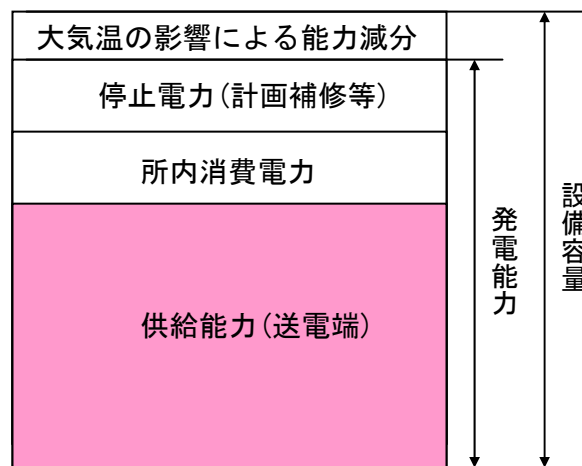 大気温の影響による能力減分
停止電力(計画補修等)
所内消費電力
供給能力(送電端)
発電能力
設備容量